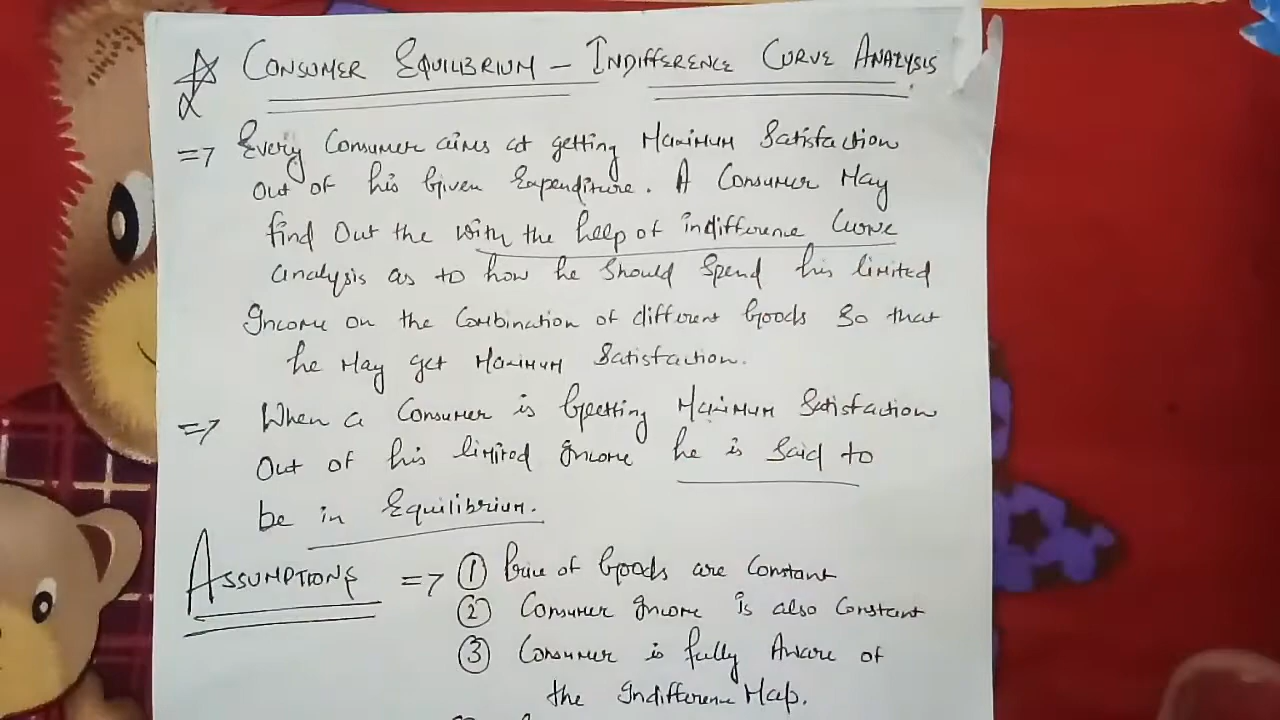 CONSUMER EQUILIBRIUM - INDIFFERENCE CURVE ANALYSIS
=> Every Consumer aims at getting Maximum Satisfaction
out of his Given Expenditure. A Consumer May
find out the with the help of indifference Curve
analysis as to how he should spend his limited
Income on the Combination of different Goods So that
he May get Maximum Satisfaction.
=> When a Consumer is Getting Maximum Satisfaction
out of his limited Income he is Said to
be in Equilibrium.
ASSUMPTIONS => ① Price of Goods are Constant
② Consumer Income is also Constant
③ Consumer is fully Aware of
the Indifference Map.